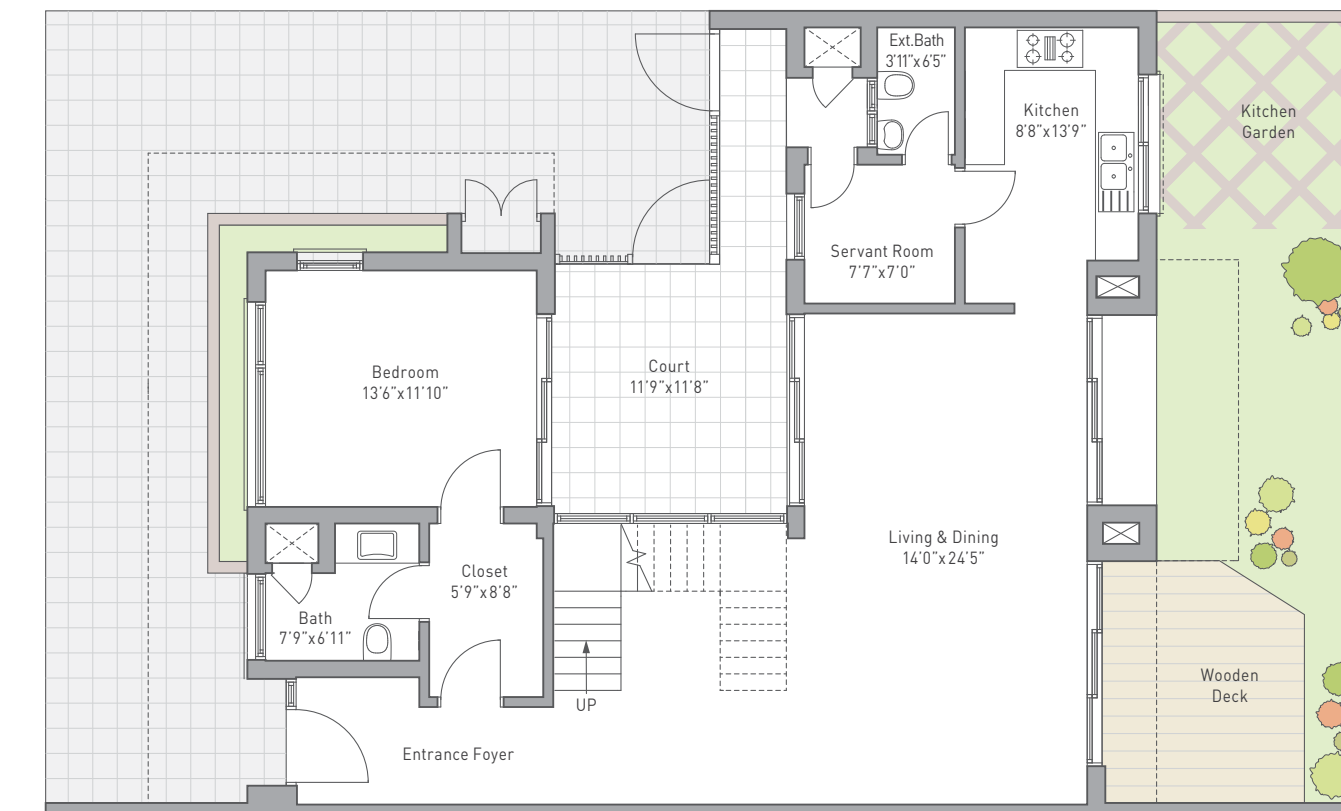 Ext.Bath
3'11"x6'5"
Kitchen
8'8"x13'9"
Kitchen
Garden
Servant Room
7'7"x7'0"
Bedroom
13'6"x11'10"
Court
11'9"x11'8"
Living & Dining
14'0"x24'5"
Closet
5'9"x8'8"
Bath
7'9"x6'11"
UP
Wooden
Deck
Entrance Foyer